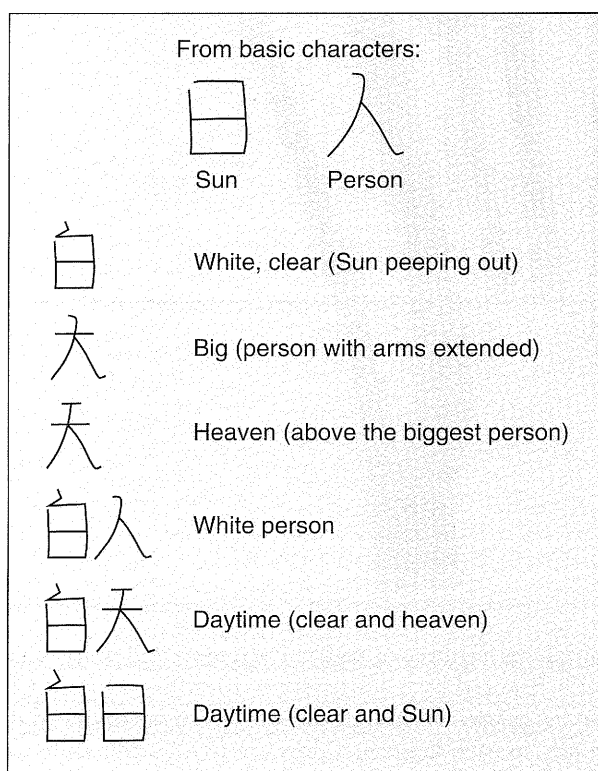 From basic characters:
日 人
Sun Person
白 White, clear (Sun peeping out)
大 Big (person with arms extended)
天 Heaven (above the biggest person)
白人 White person
白天 Daytime (clear and heaven)
白日 Daytime (clear and Sun)